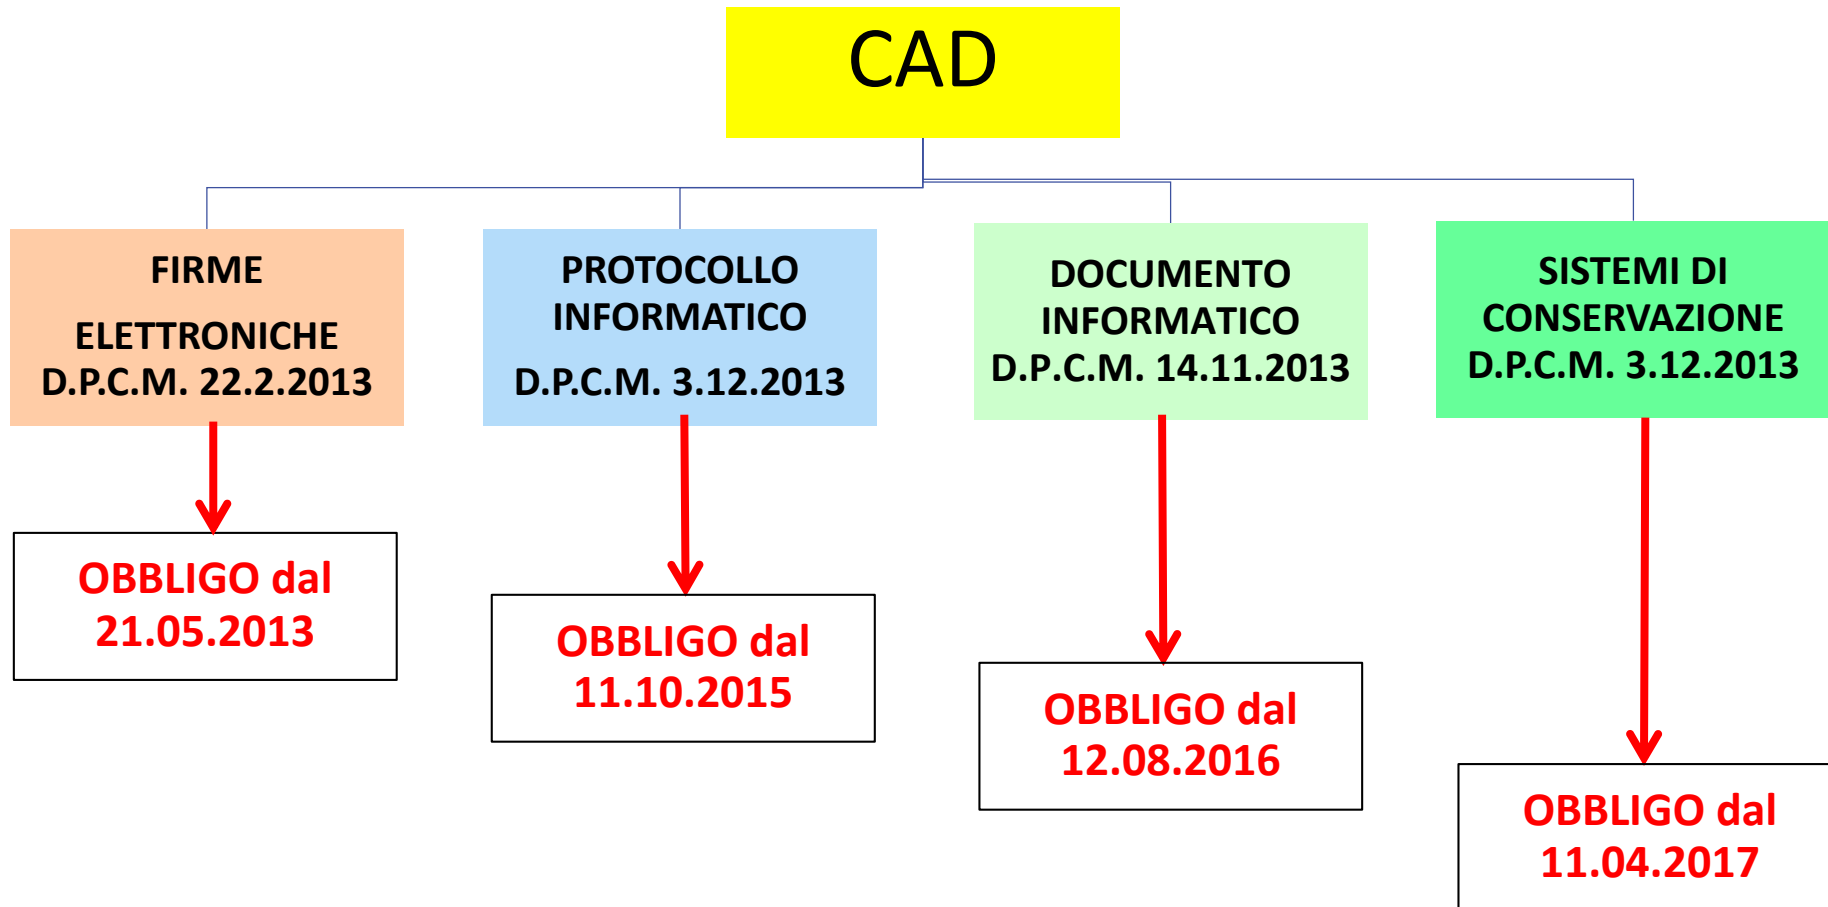 CAD
FIRME
ELETTRONICHE
D.P.C.M. 22.2.2013
PROTOCOLLO
INFORMATICO
D.P.C.M. 3.12.2013
DOCUMENTO
INFORMATICO
D.P.C.M. 14.11.2013
SISTEMI DI
CONSERVAZIONE
D.P.C.M. 3.12.2013
OBBLIGO dal
21.05.2013
OBBLIGO dal
11.10.2015
OBBLIGO dal
12.08.2016
OBBLIGO dal
11.04.2017